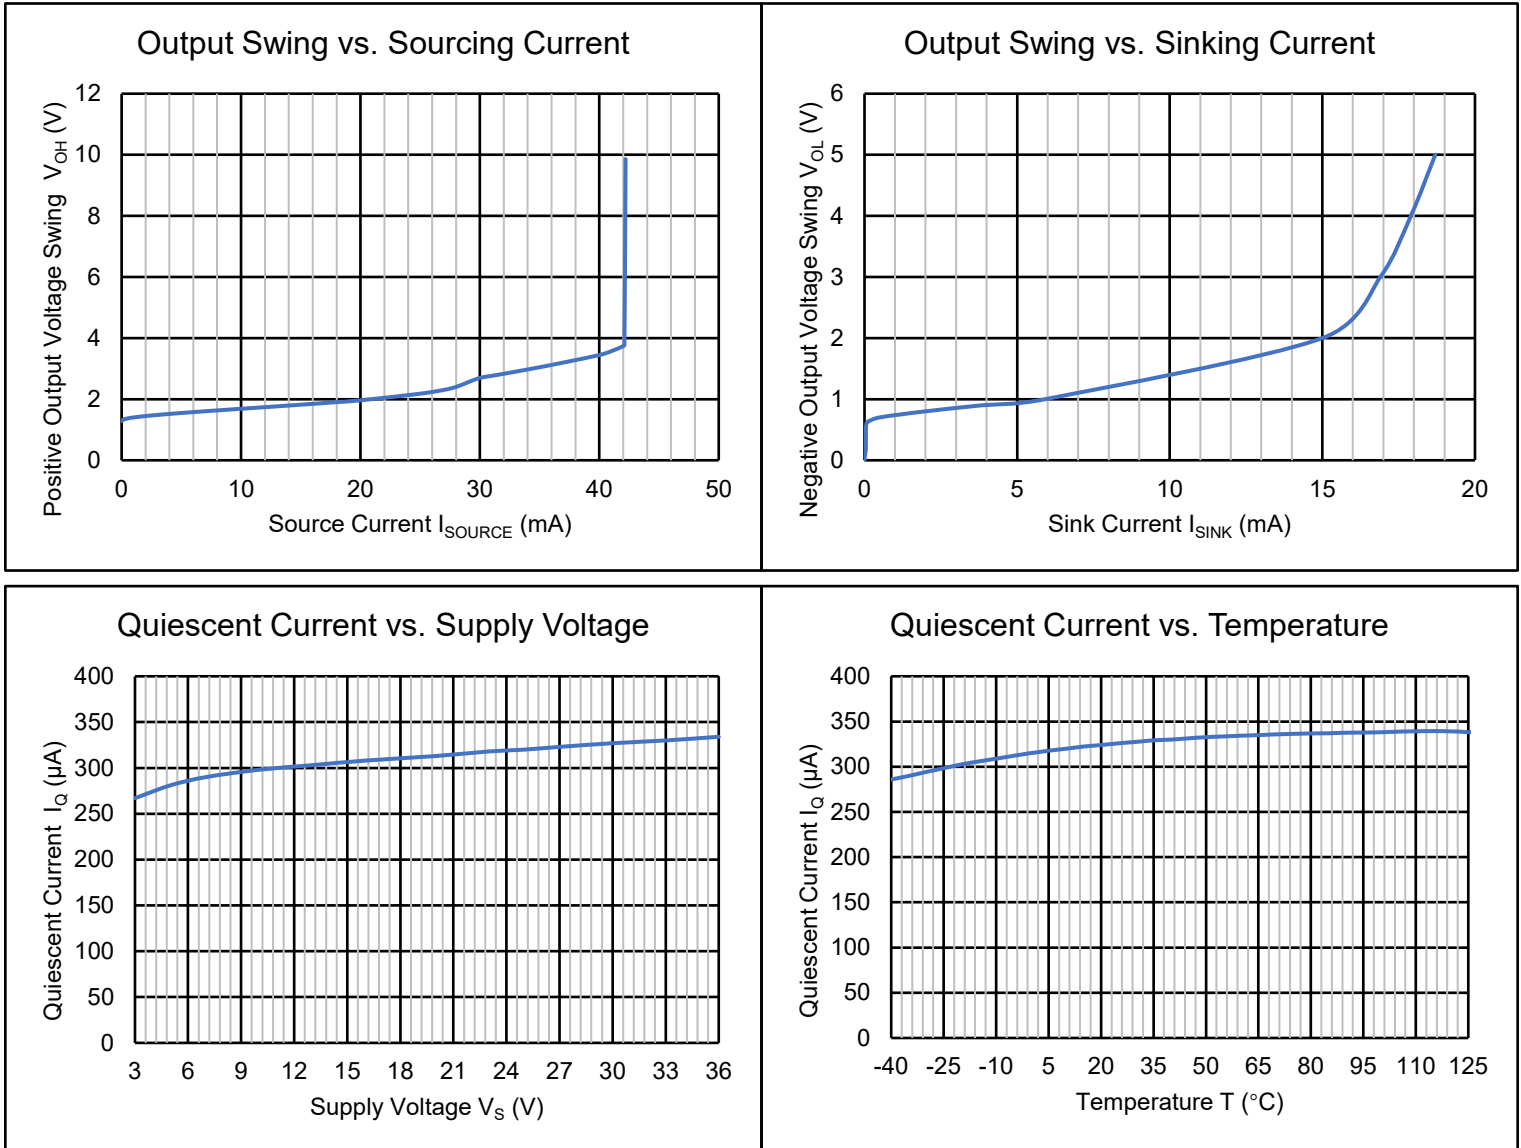 Output Swing vs. Sourcing Current
Positive Output Voltage Swing VOH (V)
12
10
8
6
4
2
0
0 10 20 30 40 50
Source Current ISOURCE (mA)
Output Swing vs. Sinking Current
Negative Output Voltage Swing VOL (V)
6
5
4
3
2
1
0
0 5 10 15 20
Sink Current ISINK (mA)
Quiescent Current vs. Supply Voltage
Quiescent Current IQ (μA)
400
350
300
250
200
150
100
50
0
3 6 9 12 15 18 21 24 27 30 33 36
Supply Voltage VS (V)
Quiescent Current vs. Temperature
Quiescent Current IQ (μA)
400
350
300
250
200
150
100
50
0
-40 -25 -10 5 20 35 50 65 80 95 110 125
Temperature T (°C)